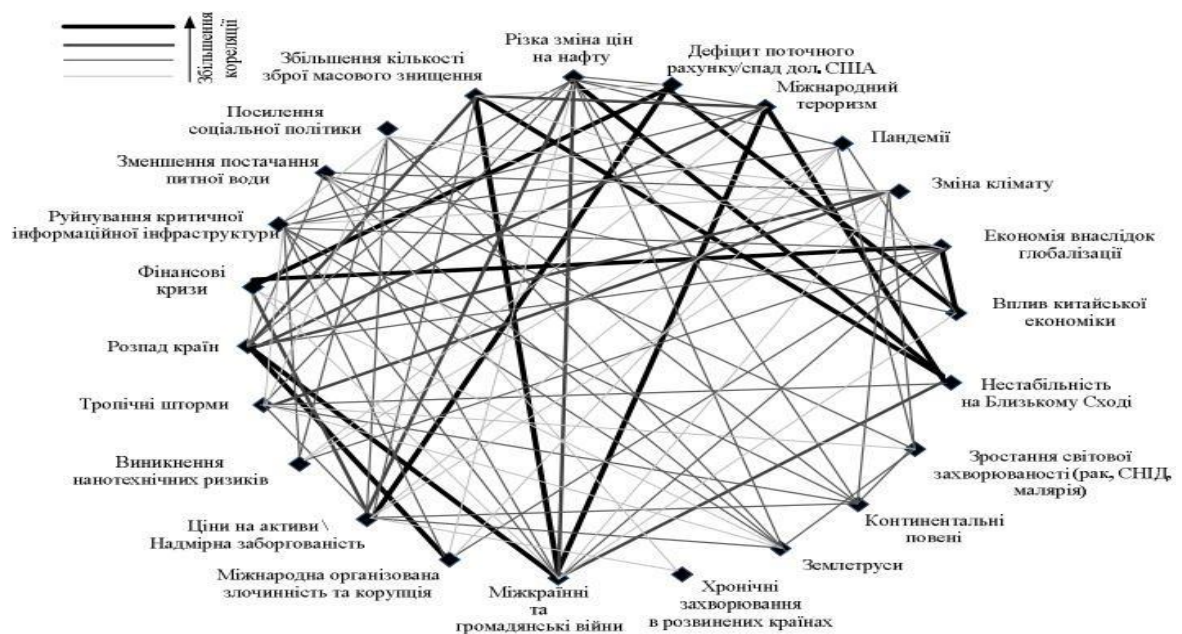 Збільшення
кореляції
Різка зміна цін
на нафту
Дефіцит поточного
рахунку/спад дол. США
Міжнародний
тероризм
Пандемії
Зміна клімату
Економія внаслідок
глобалізації
Вплив китайської
економіки
Нестабільність
на Близькому Сході
Зростання світової
захворюваності (рак, СНІД,
малярія)
Континентальні
повені
Землетруси
Хронічні
захворювання
в розвинених країнах
Міжкраїнні
та
громадянські війни
Міжнародна організована
злочинність та корупція
Ціни на активи \
Надмірна заборгованість
Виникнення
нанотехнічних ризиків
Тропічні шторми
Розпад країн
Фінансові
кризи
Руйнування критичної
інформаційної інфраструктури
Зменшення постачання
питної води
Посилення
соціальної політики
Збільшення кількості
зброї масового знищення